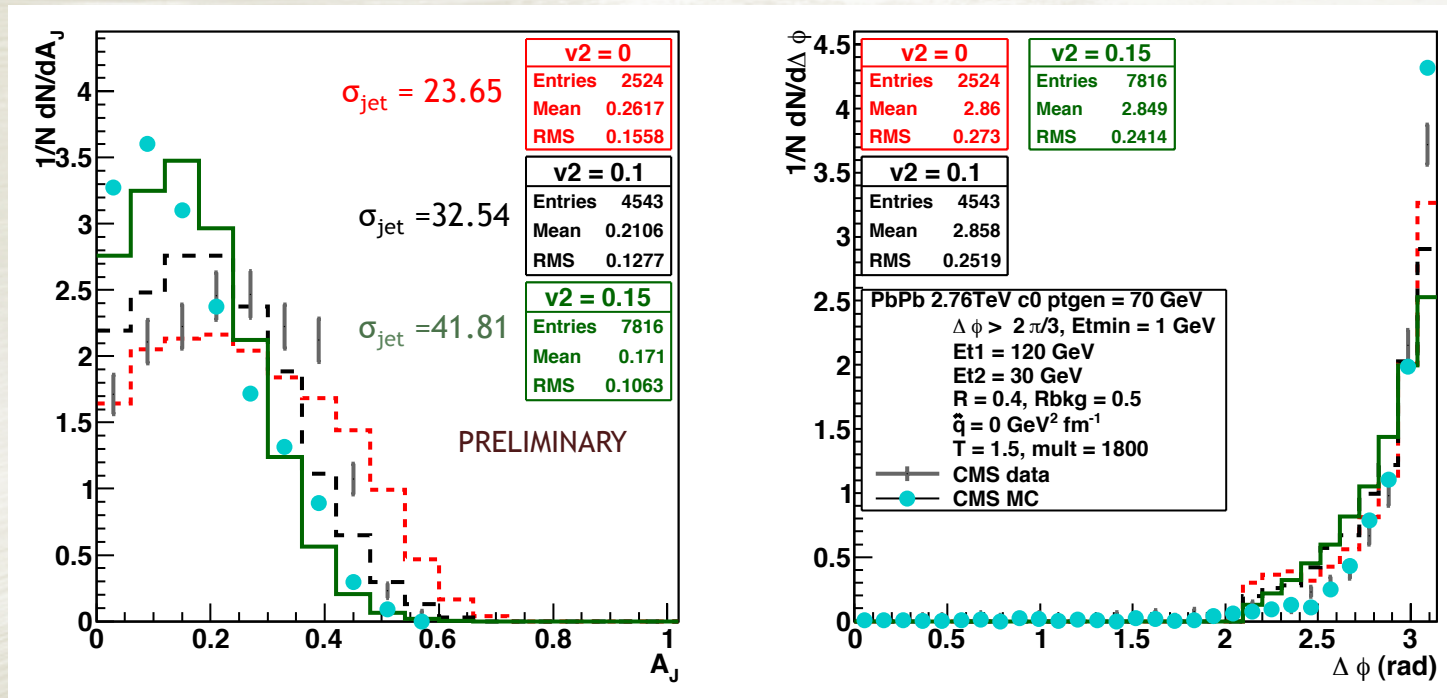 1/N dN/dA_J
4
3.5
3
2.5
2
1.5
1
0.5
0
0 0.2 0.4 0.6 0.8 1
A_J
σ_jet = 23.65
v2 = 0
Entries 2524
Mean 0.2617
RMS 0.1558
σ_jet =32.54
v2 = 0.1
Entries 4543
Mean 0.2106
RMS 0.1277
σ_jet =41.81
v2 = 0.15
Entries 7816
Mean 0.171
RMS 0.1063
PRELIMINARY
1/N dN/dΔ ϕ
4.5
4
3.5
3
2.5
2
1.5
1
0.5
0
0 0.5 1 1.5 2 2.5 3
Δ ϕ (rad)
v2 = 0
Entries 2524
Mean 2.86
RMS 0.273
v2 = 0.15
Entries 7816
Mean 2.849
RMS 0.2414
v2 = 0.1
Entries 4543
Mean 2.858
RMS 0.2519
PbPb 2.76TeV c0 ptgen = 70 GeV
Δ ϕ > 2 π/3, Etmin = 1 GeV
Et1 = 120 GeV
Et2 = 30 GeV
R = 0.4, Rbkg = 0.5
q̂ = 0 GeV² fm⁻¹
T = 1.5, mult = 1800
CMS data
CMS MC